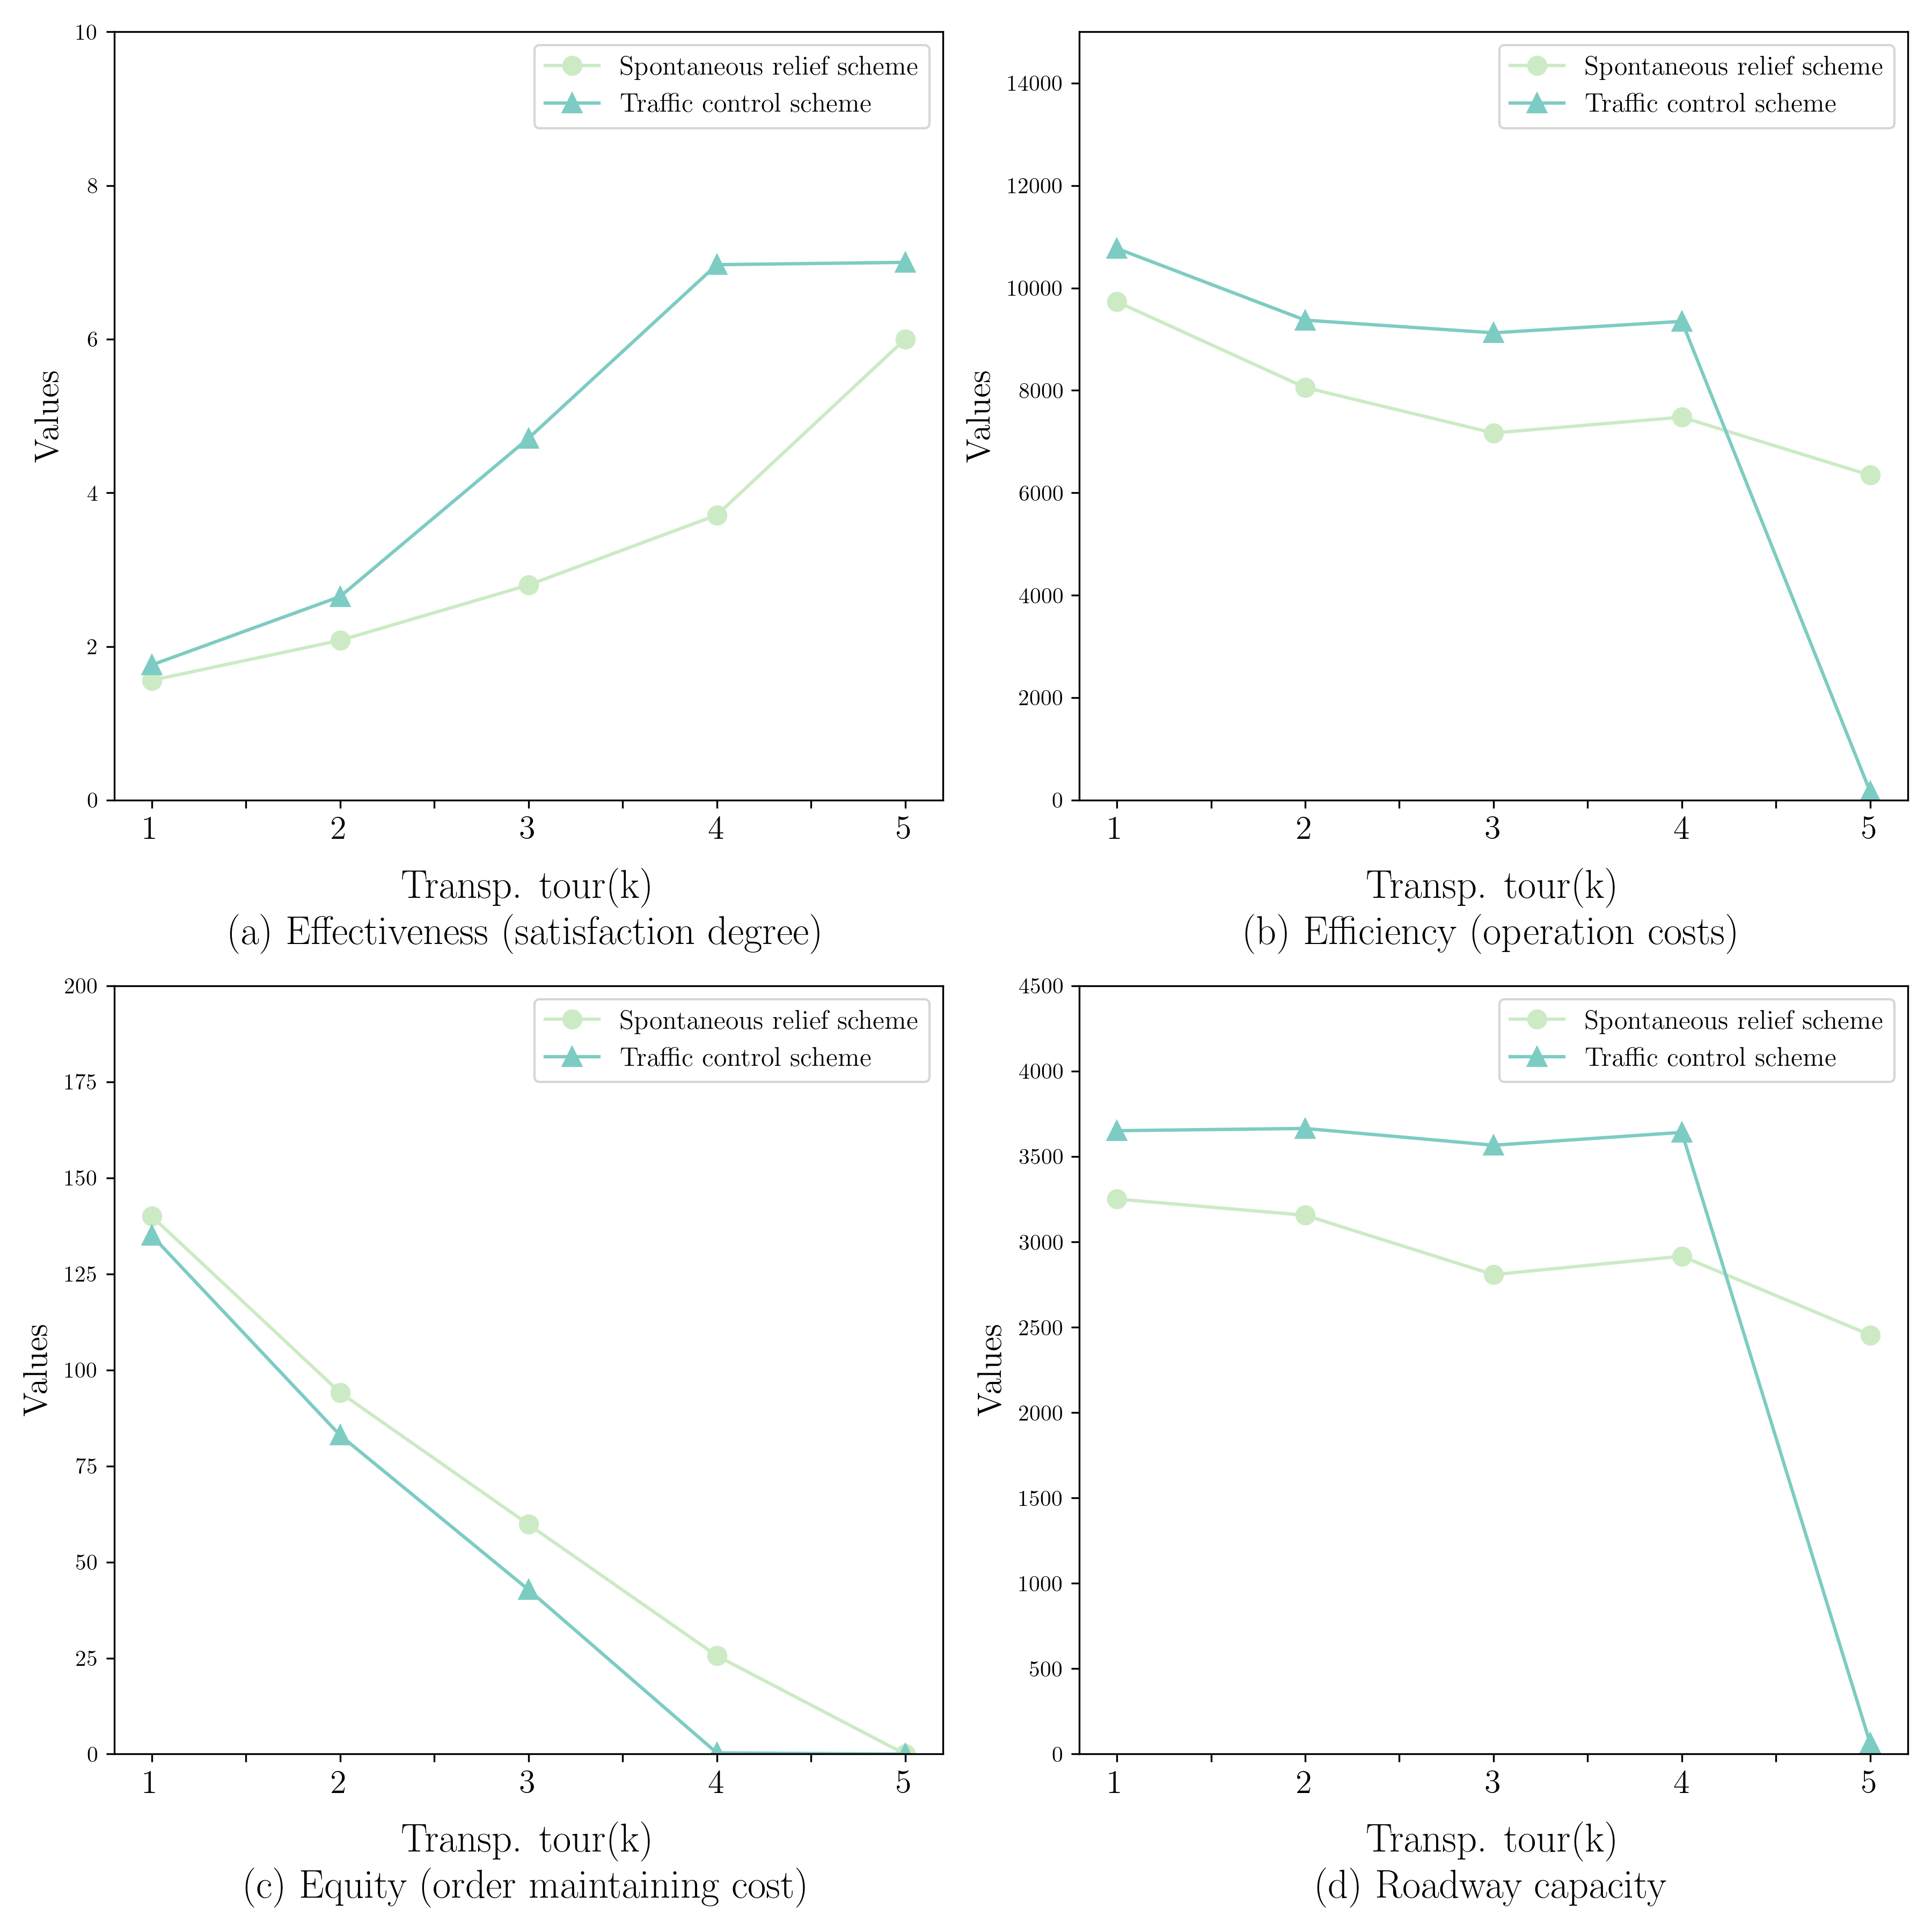 10
8
6
4
2
0
Values
Spontaneous relief scheme
Traffic control scheme
1 2 3 4 5
Transp. tour(k)
(a) Effectiveness (satisfaction degree)
14000
12000
10000
8000
6000
4000
2000
0
Values
Spontaneous relief scheme
Traffic control scheme
1 2 3 4 5
Transp. tour(k)
(b) Efficiency (operation costs)
200
175
150
125
100
75
50
25
0
Values
Spontaneous relief scheme
Traffic control scheme
1 2 3 4 5
Transp. tour(k)
(c) Equity (order maintaining cost)
4500
4000
3500
3000
2500
2000
1500
1000
500
0
Values
Spontaneous relief scheme
Traffic control scheme
1 2 3 4 5
Transp. tour(k)
(d) Roadway capacity